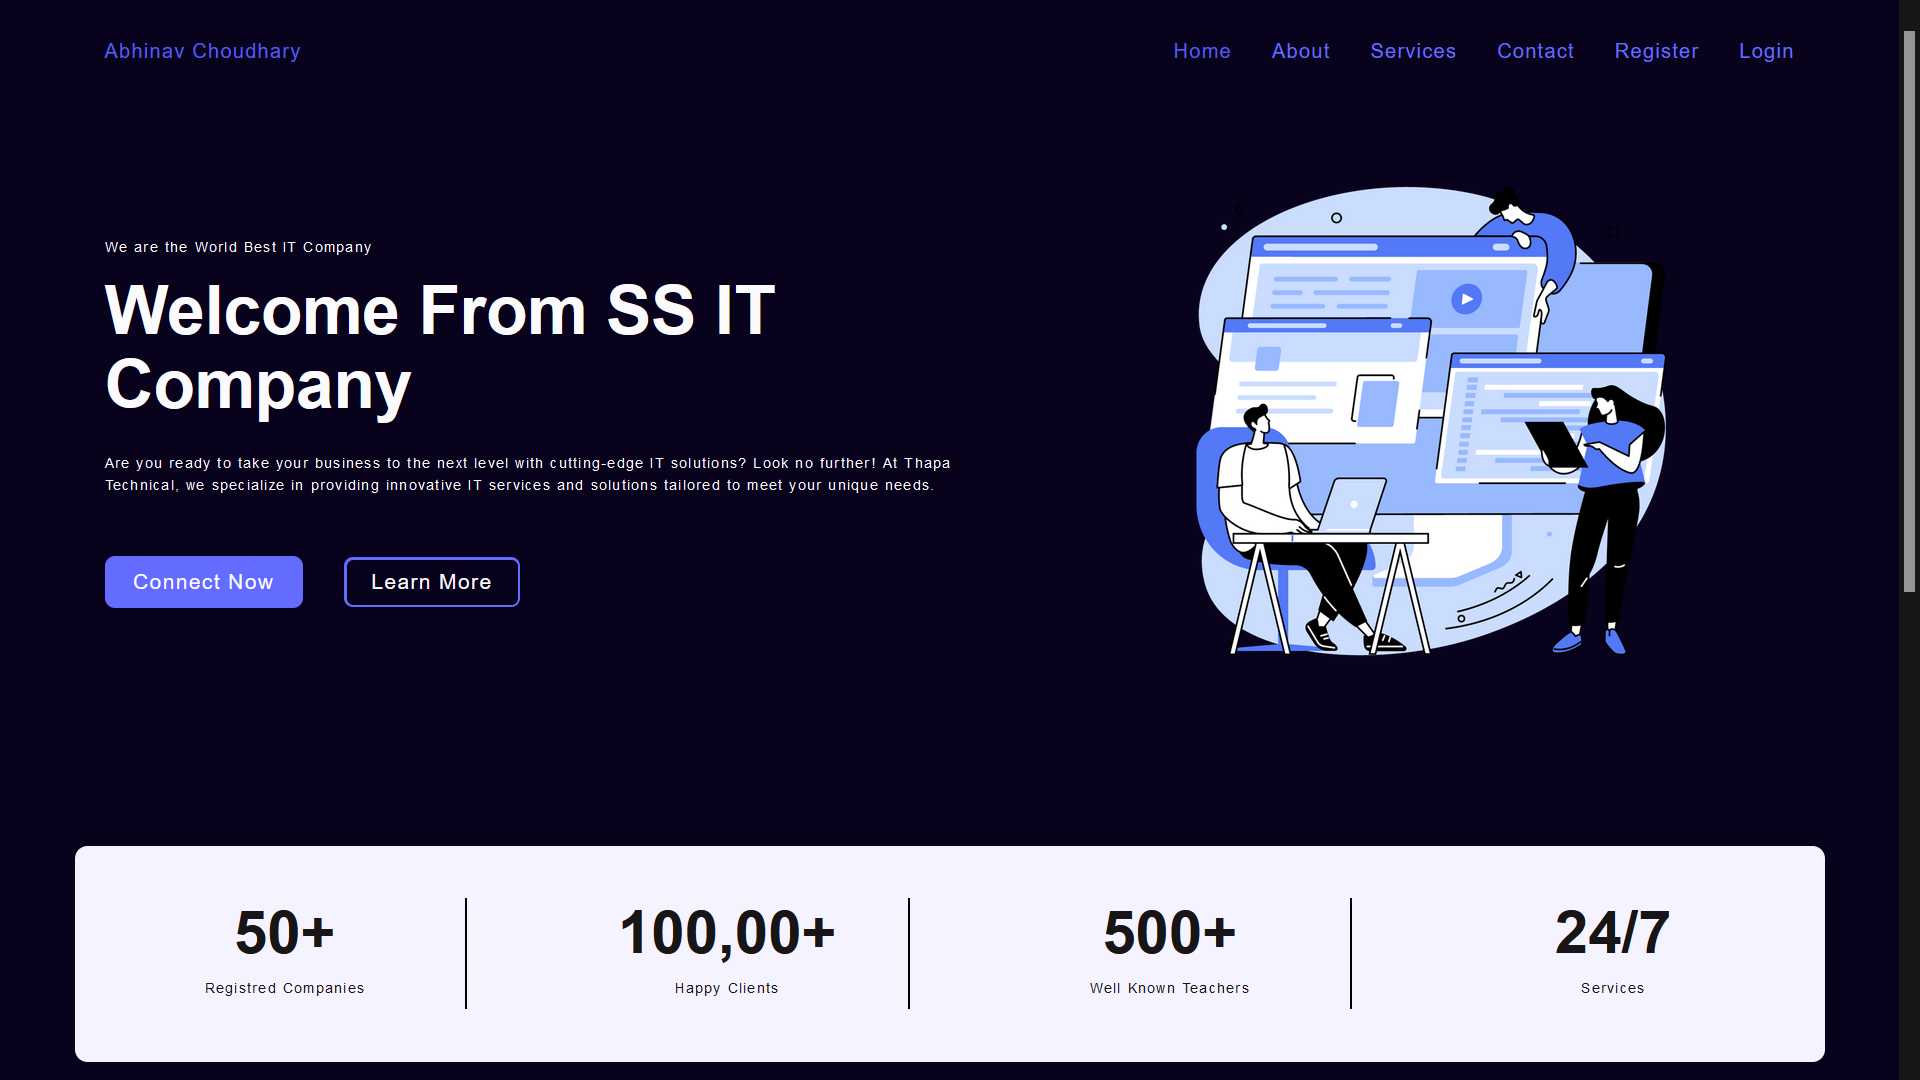 Abhinav Choudhary
Home
About
Services
Contact
Register
Login
We are the World Best IT Company
Welcome From SS IT
Company
Are you ready to take your business to the next level with cutting-edge IT solutions? Look no further! At Thapa
Technical, we specialize in providing innovative IT services and solutions tailored to meet your unique needs.
Connect Now
Learn More
50+
Registred Companies
100,00+
Happy Clients
500+
Well Known Teachers
24/7
Services